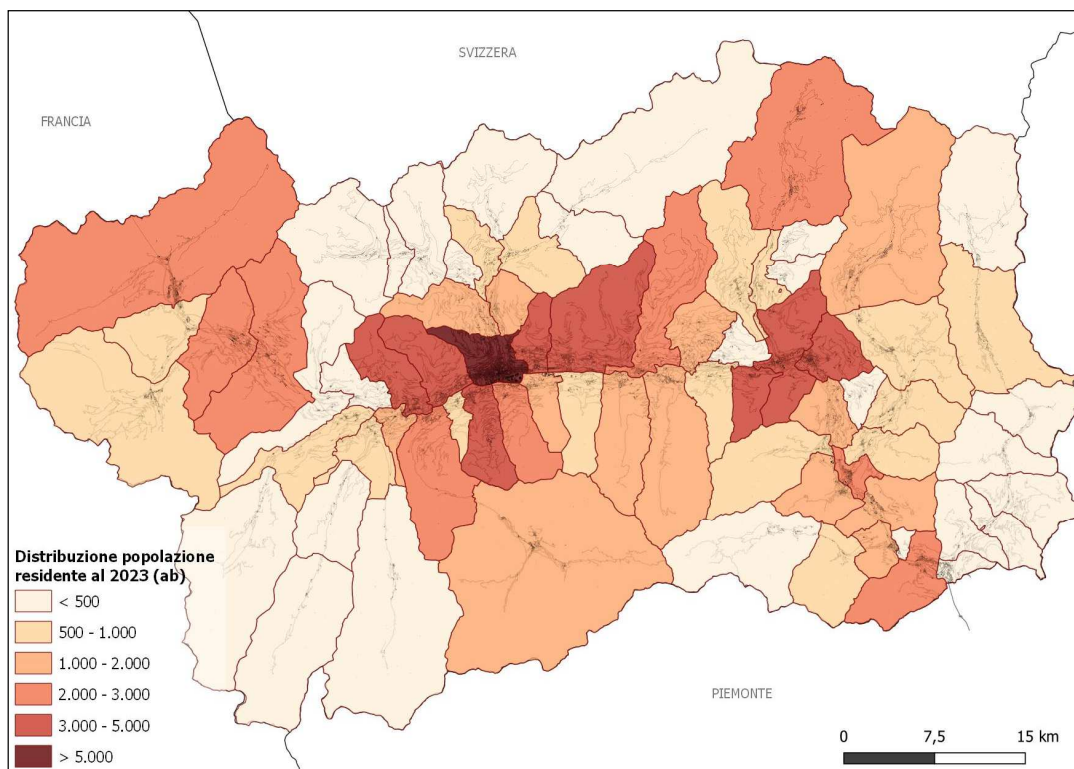 SVIZZERA
FRANCIA
Distribuzione popolazione
residente al 2023 (ab)
< 500
500 - 1.000
1.000 - 2.000
2.000 - 3.000
3.000 - 5.000
> 5.000
PIEMONTE
0 7,5 15 km